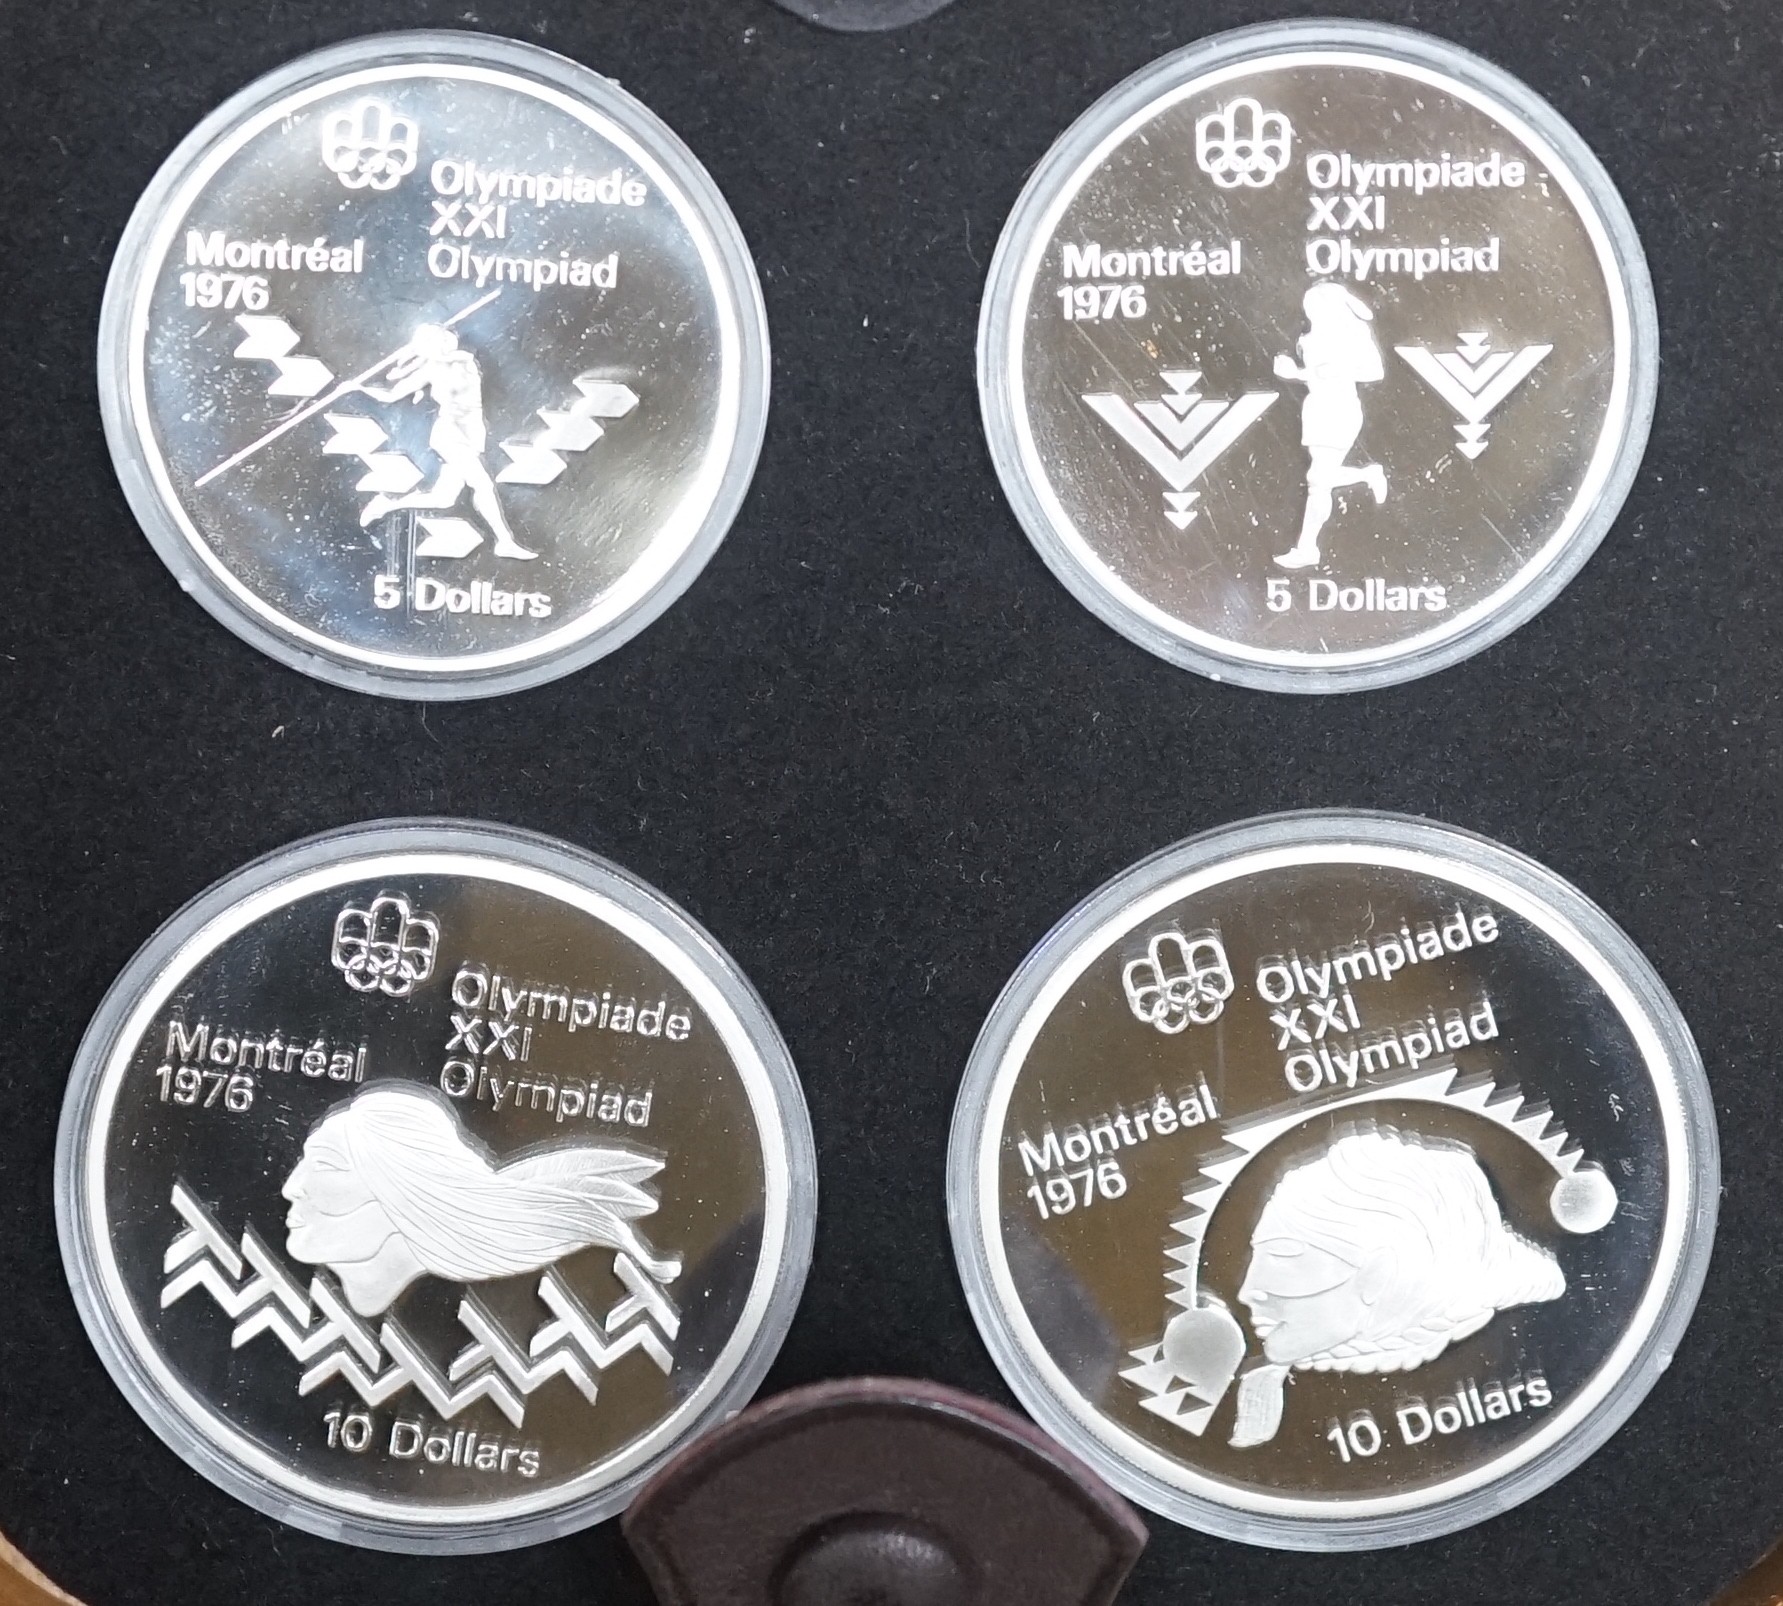 Olympiade
XXI
Olympiad
Montréal
1976
5 Dollars
Olympiade
XXI
Olympiad
Montréal
1976
5 Dollars
Olympiade
XXI
Olympiad
Montréal
1976
10 Dollars
Olympiade
XXI
Olympiad
Montréal
1976
10 Dollars